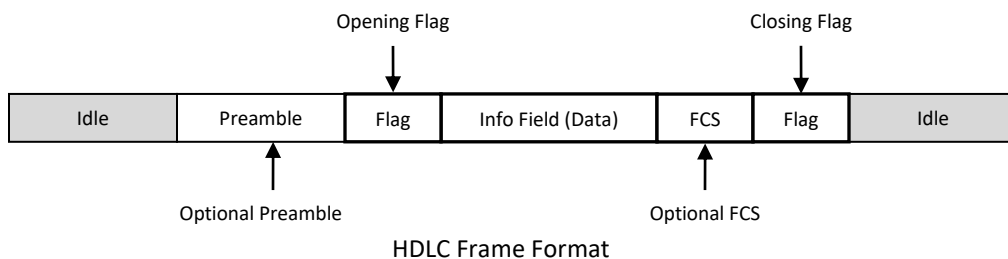 Opening Flag Closing Flag
Idle Preamble Flag Info Field (Data) FCS Flag Idle
Optional Preamble Optional FCS
HDLC Frame Format